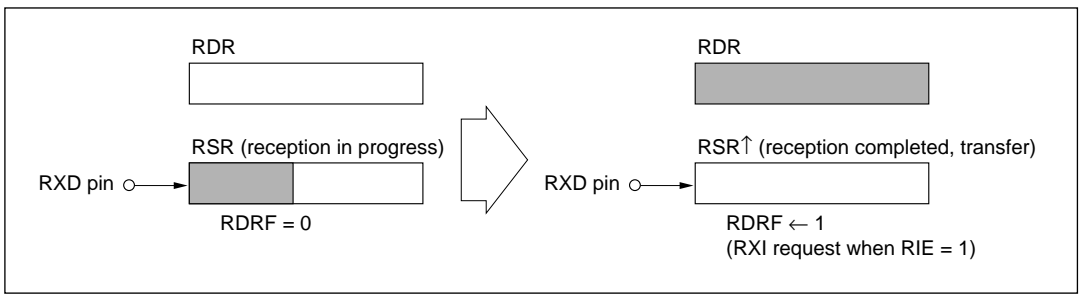 RDR
RSR (reception in progress)
RXD pin
RDRF = 0
RDR
RSR↑ (reception completed, transfer)
RXD pin
RDRF ← 1
(RXI request when RIE = 1)